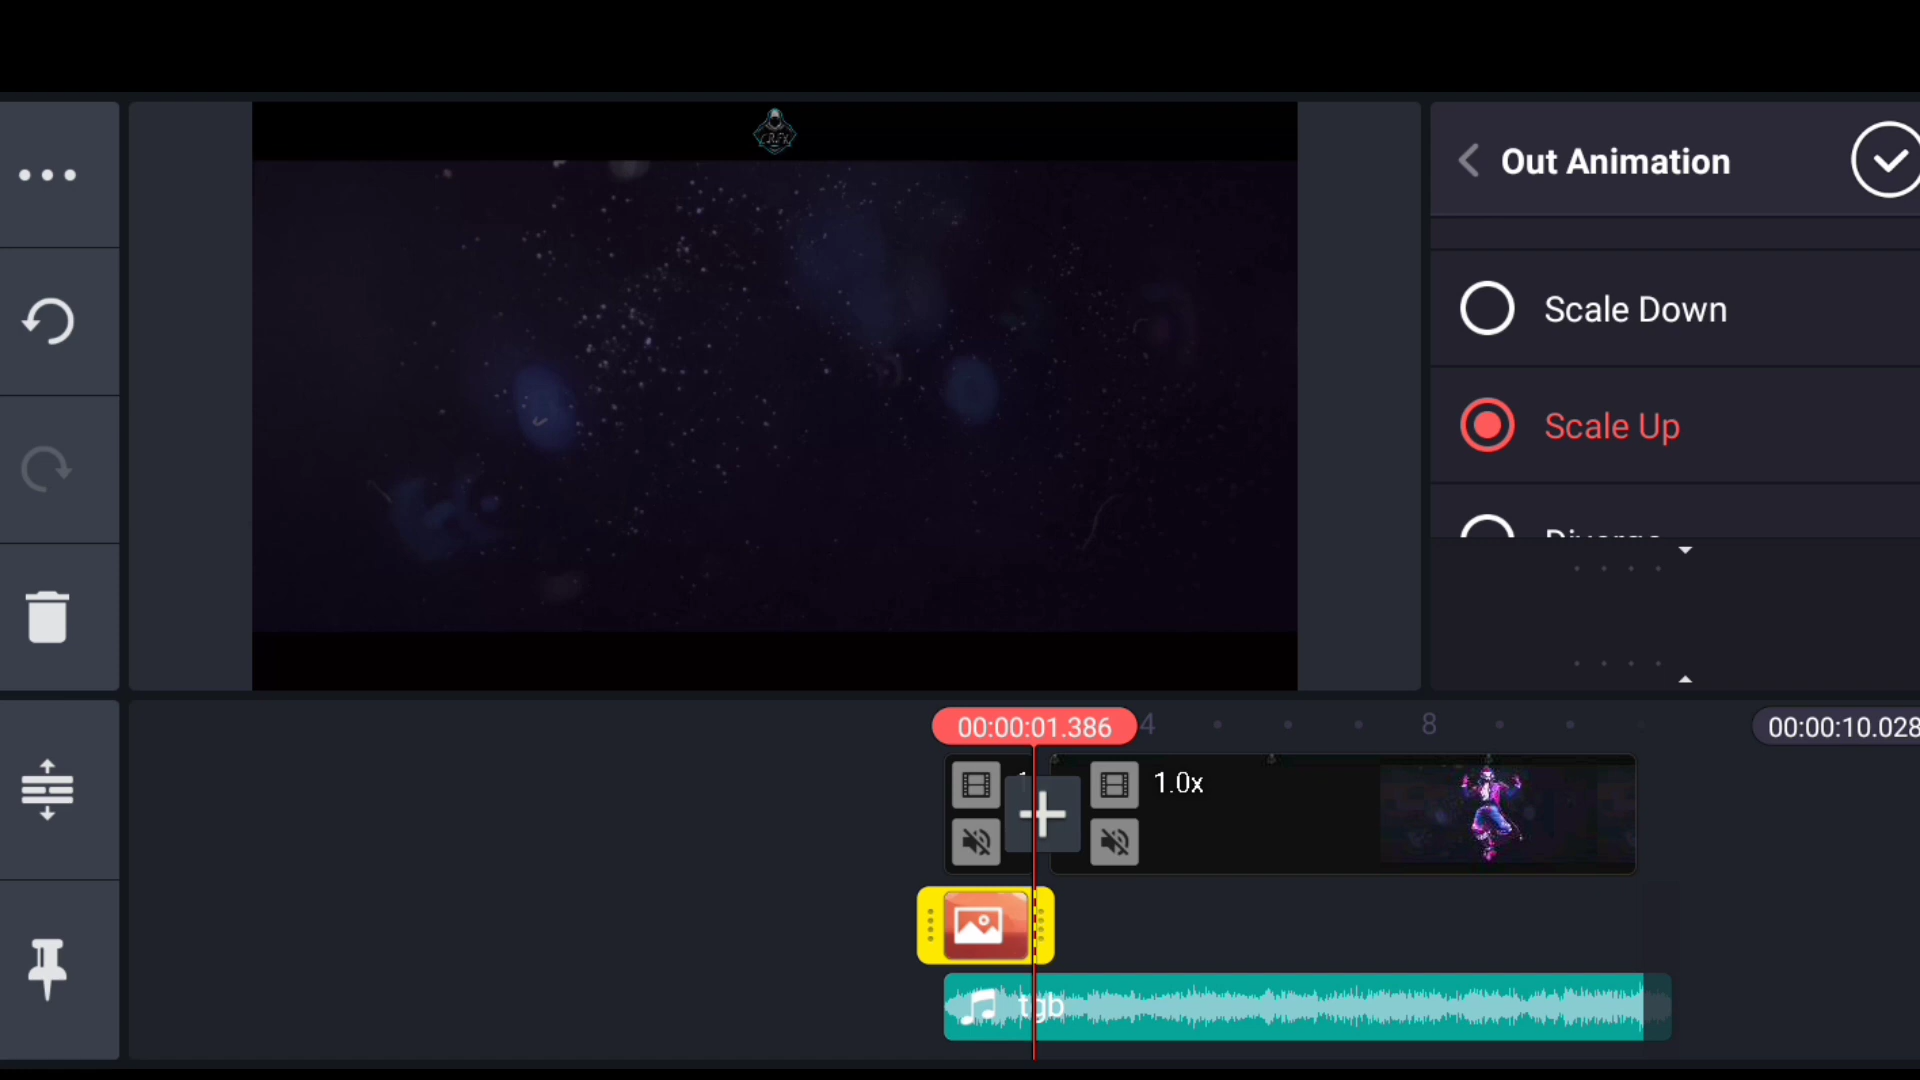 Out Animation
Scale Down
Scale Up
Diverge
00:00:01.386
4
8
00:00:10.028
1.0x
tgb